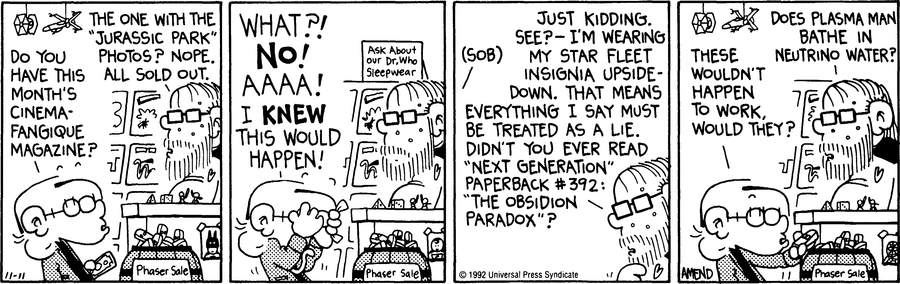 DO YOU
HAVE THIS
MONTH'S
CINEMA-
FANGIQUE
MAGAZINE?
THE ONE WITH THE
"JURASSIC PARK"
PHOTOS? NOPE.
ALL SOLD OUT.
Phaser Sale
11-11
WHAT?!
NO!
AAAA!
I KNEW
THIS WOULD
HAPPEN!
Ask About
our Dr. Who
Sleepwear
Phaser Sale
(SOB)
JUST KIDDING.
SEE?- I'M WEARING
MY STAR FLEET
INSIGNIA UPSIDE-
DOWN. THAT MEANS
EVERYTHING I SAY MUST
BE TREATED AS A LIE.
DIDN'T YOU EVER READ
"NEXT GENERATION"
PAPERBACK #392:
"THE OBSIDIAN
PARADOX"?
© 1992 Universal Press Syndicate
THESE
WOULDN'T
HAPPEN
TO WORK,
WOULD THEY?
DOES PLASMA MAN
BATHE IN
NEUTRINO WATER?
Phaser Sale
AMEND